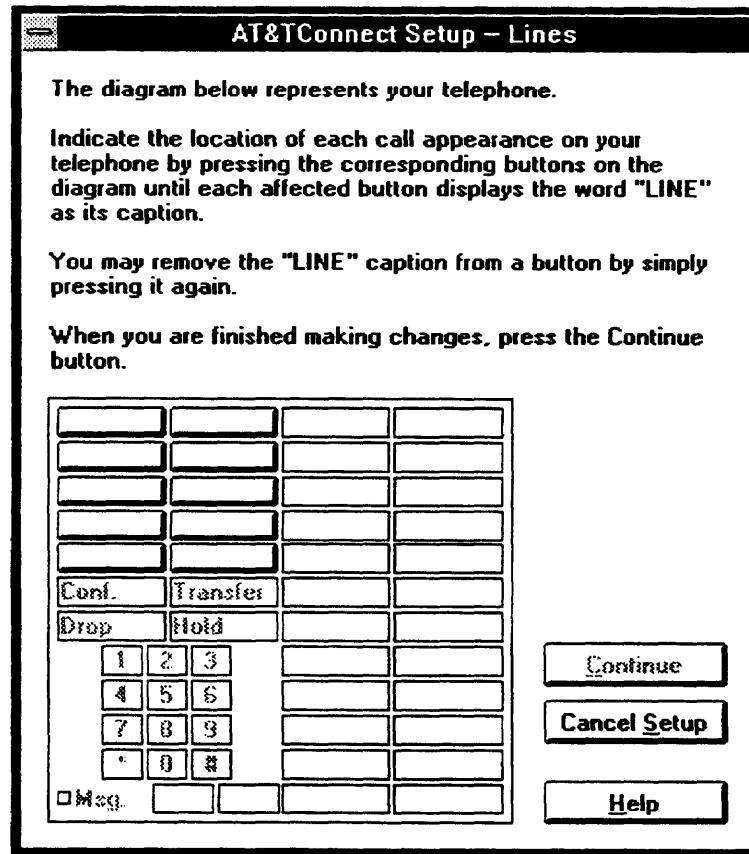 AT&TConnect Setup – Lines
The diagram below represents your telephone.
Indicate the location of each call appearance on your
telephone by pressing the corresponding buttons on the
diagram until each affected button displays the word "LINE"
as its caption.
You may remove the "LINE" caption from a button by simply
pressing it again.
When you are finished making changes, press the Continue
button.
Conf. Transfer
Drop Hold
1 2 3
4 5 6
7 8 9
* 0 #
Msg.
Continue
Cancel Setup
Help